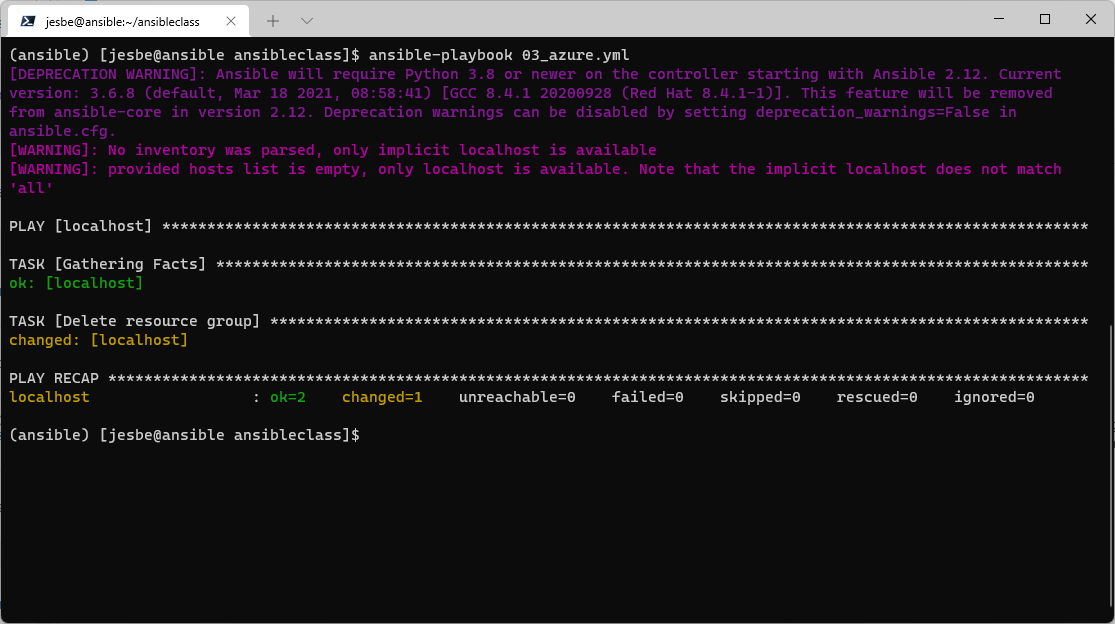 jesbe@ansible:~/ansibleclass
(ansible) [jesbe@ansible ansibleclass]$ ansible-playbook 03_azure.yml
[DEPRECATION WARNING]: Ansible will require Python 3.8 or newer on the controller starting with Ansible 2.12. Current
version: 3.6.8 (default, Mar 18 2021, 08:58:41) [GCC 8.4.1 20200928 (Red Hat 8.4.1-1)]. This feature will be removed
from ansible-core in version 2.12. Deprecation warnings can be disabled by setting deprecation_warnings=False in
ansible.cfg.
[WARNING]: No inventory was parsed, only implicit localhost is available
[WARNING]: provided hosts list is empty, only localhost is available. Note that the implicit localhost does not match
'all'
PLAY [localhost] *******************************************************************************************************
TASK [Gathering Facts] *************************************************************************************************
ok: [localhost]
TASK [Delete resource group] *******************************************************************************************
changed: [localhost]
PLAY RECAP *************************************************************************************************************
localhost                  : ok=2    changed=1    unreachable=0    failed=0    skipped=0    rescued=0    ignored=0
(ansible) [jesbe@ansible ansibleclass]$